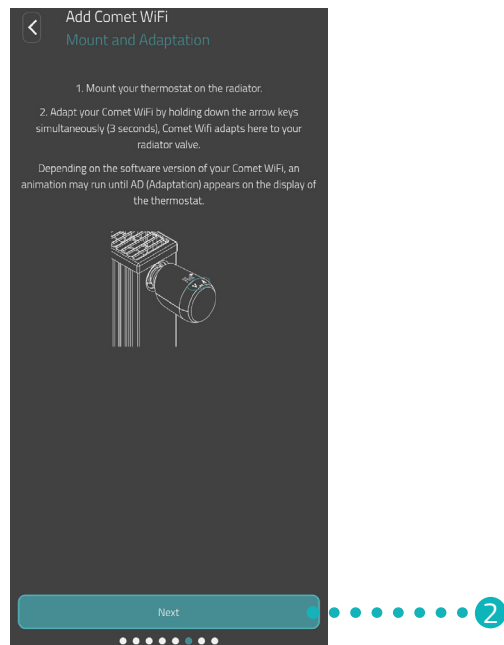 Add Comet WiFi
Mount and Adaptation
1. Mount your thermostat on the radiator.
2. Adapt your Comet WiFi by holding down the arrow keys
simultaneously (3 seconds), Comet Wifi adapts here to your
radiator valve.
Depending on the software version of your Comet WiFi, an
animation may run until AD (Adaptation) appears on the display of
the thermostat.
Next
2